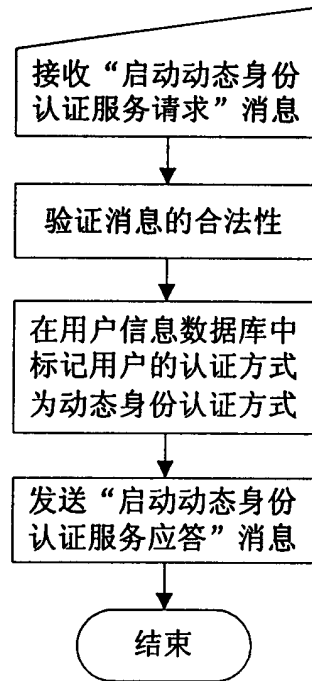 接收“启动动态身份
认证服务请求”消息
验证消息的合法性
在用户信息数据库中
标记用户的认证方式
为动态身份认证方式
发送“启动动态身份
认证服务应答”消息
结束